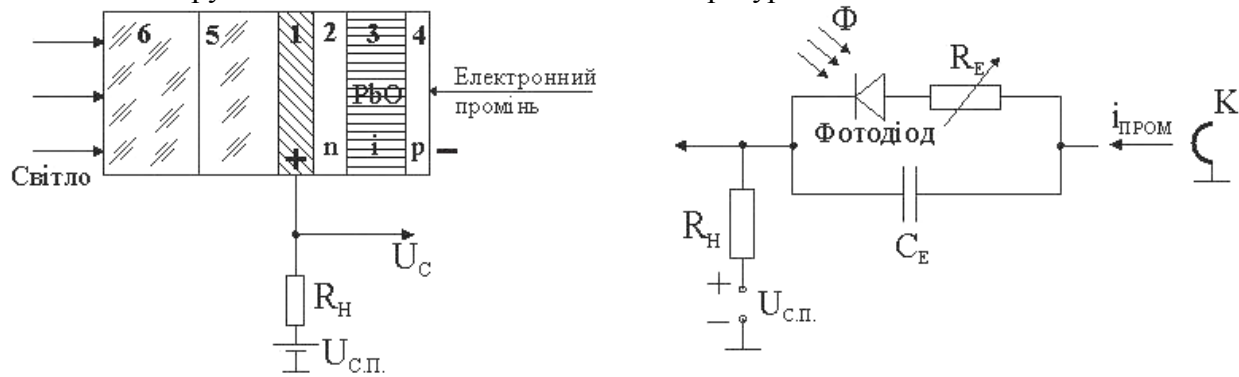 6 5 1 2 3 4
PbO
+ n i p −
Електронний
промінь
Світло
U_C
R_H
U_С.П.
Φ
R_E
K
Фотодіод
i_ПРОМ
C_E
R_H
+
−
U_С.П.